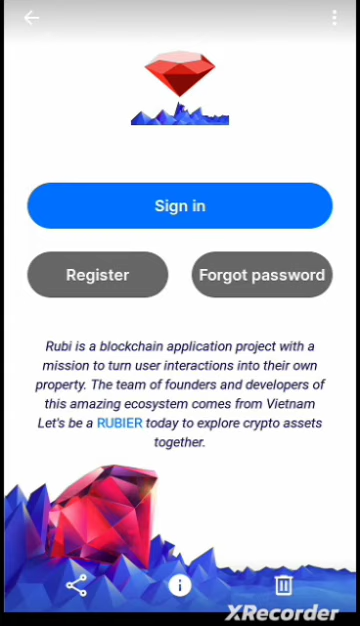 Sign in
Register
Forgot password
Rubi is a blockchain application project with a
mission to turn user interactions into their own
property. The team of founders and developers of
this amazing ecosystem comes from Vietnam
Let's be a RUBIER today to explore crypto assets
together.
XRecorder